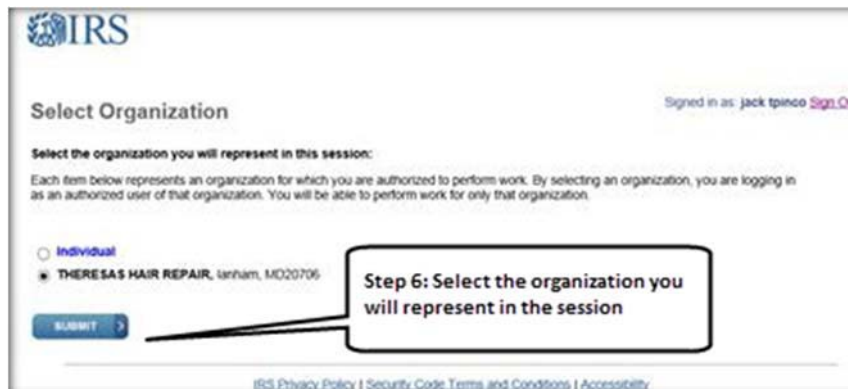 IRS
Signed in as: jack tpinco Sign O
Select Organization
Select the organization you will represent in this session:
Each item below represents an organization for which you are authorized to perform work. By selecting an organization, you are logging in
as an authorized user of that organization. You will be able to perform work for only that organization.
Individual
THERESAS HAIR REPAIR, lanham, MD20706
Step 6: Select the organization you
will represent in the session
SUBMIT
IRS Privacy Policy | Security Code Terms and Conditions | Accessibility